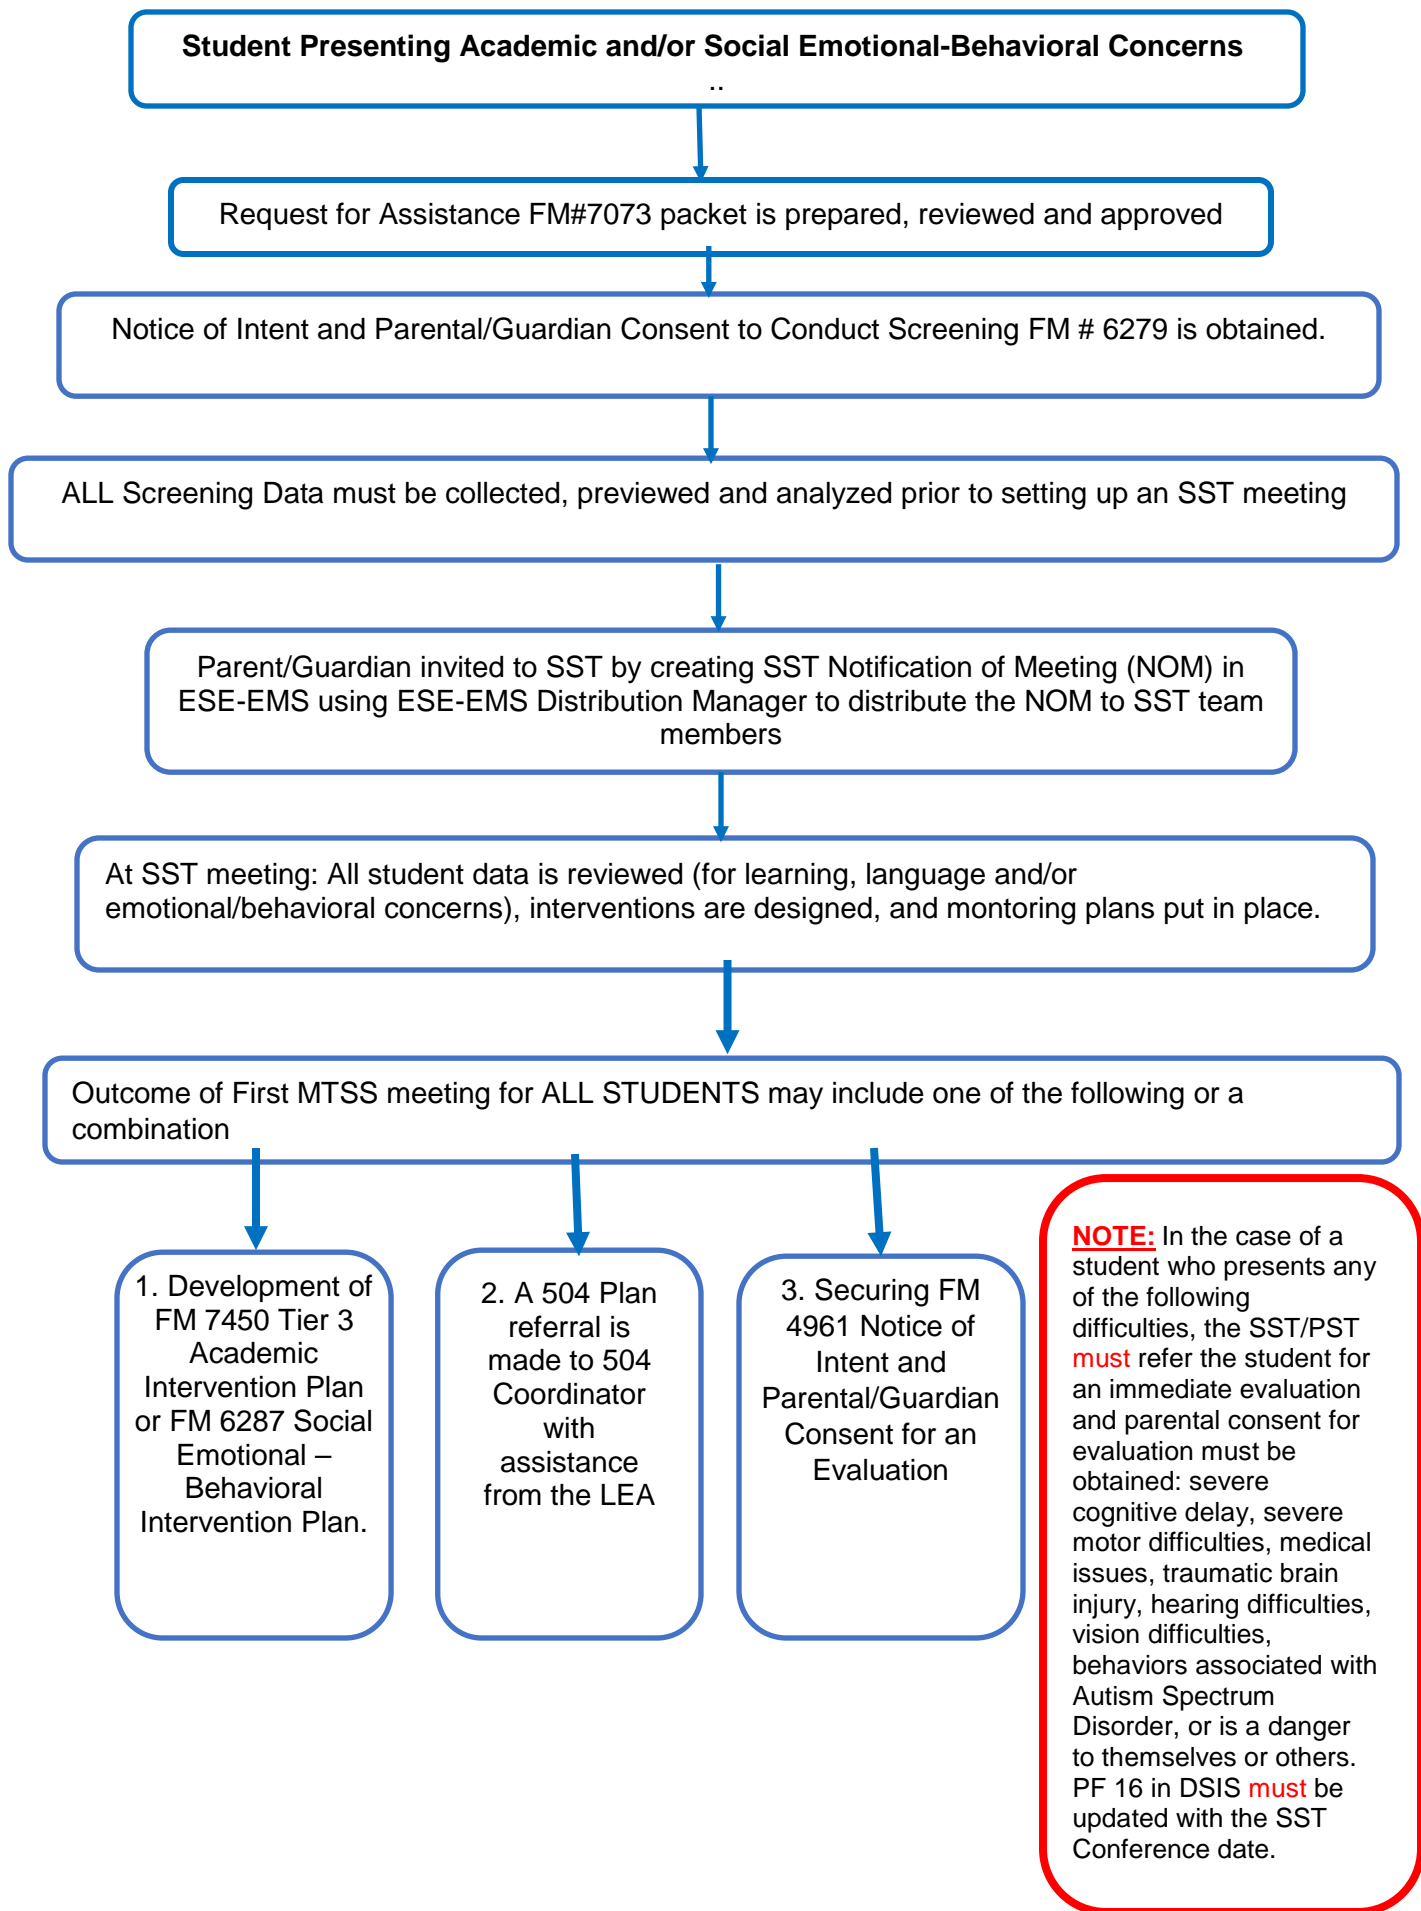 Student Presenting Academic and/or Social Emotional-Behavioral Concerns
..
Request for Assistance FM#7073 packet is prepared, reviewed and approved
Notice of Intent and Parental/Guardian Consent to Conduct Screening FM # 6279 is obtained.
ALL Screening Data must be collected, previewed and analyzed prior to setting up an SST meeting
Parent/Guardian invited to SST by creating SST Notification of Meeting (NOM) in
ESE-EMS using ESE-EMS Distribution Manager to distribute the NOM to SST team
members
At SST meeting: All student data is reviewed (for learning, language and/or
emotional/behavioral concerns), interventions are designed, and montoring plans put in place.
Outcome of First MTSS meeting for ALL STUDENTS may include one of the following or a
combination
1. Development of
FM 7450 Tier 3
Academic
Intervention Plan
or FM 6287 Social
Emotional –
Behavioral
Intervention Plan.
2. A 504 Plan
referral is
made to 504
Coordinator
with
assistance
from the LEA
3. Securing FM
4961 Notice of
Intent and
Parental/Guardian
Consent for an
Evaluation
NOTE: In the case of a
student who presents any
of the following
difficulties, the SST/PST
must refer the student for
an immediate evaluation
and parental consent for
evaluation must be
obtained: severe
cognitive delay, severe
motor difficulties, medical
issues, traumatic brain
injury, hearing difficulties,
vision difficulties,
behaviors associated with
Autism Spectrum
Disorder, or is a danger
to themselves or others.
PF 16 in DSIS must be
updated with the SST
Conference date.